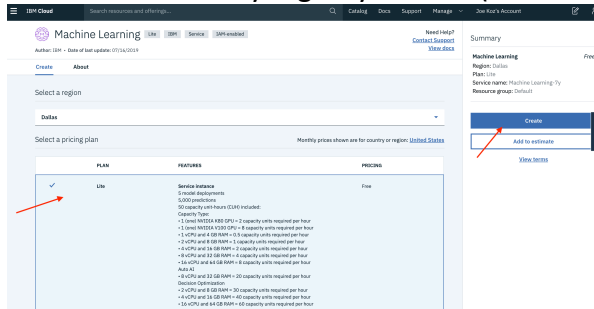 IBM Cloud
Search resources and offerings...
Catalog Docs Support Manage Joe Koz's Account
Machine Learning Lite IBM Service IAM-enabled
Author: IBM • Date of last update: 07/16/2019
Need Help?
Contact Support
View docs
Create About
Select a region
Dallas
Select a pricing plan
Monthly prices shown are for country or region: United States
PLAN FEATURES PRICING
Lite Service instance Free
5 model deployments
5,000 predictions
50 capacity unit-hours (CUH) included:
Capacity Type:
• 1 (one) NVIDIA K80 GPU = 2 capacity units required per hour
• 1 (one) NVIDIA V100 GPU = 8 capacity units required per hour
• 1 vCPU and 4 GB RAM = 0.5 capacity units required per hour
• 2 vCPU and 8 GB RAM = 1 capacity units required per hour
• 4 vCPU and 16 GB RAM = 2 capacity units required per hour
• 8 vCPU and 32 GB RAM = 4 capacity units required per hour
• 16 vCPU and 64 GB RAM = 8 capacity units required per hour
Auto AI
• 8 vCPU and 32 GB RAM = 20 capacity units required per hour
Decision Optimization
• 2 vCPU and 8 GB RAM = 30 capacity units required per hour
• 4 vCPU and 16 GB RAM = 40 capacity units required per hour
• 16 vCPU and 64 GB RAM = 60 capacity units required per hour
Summary
Machine Learning Free
Region: Dallas
Plan: Lite
Service name: Machine Learning-7y
Resource group: Default
Create
Add to estimate
View terms